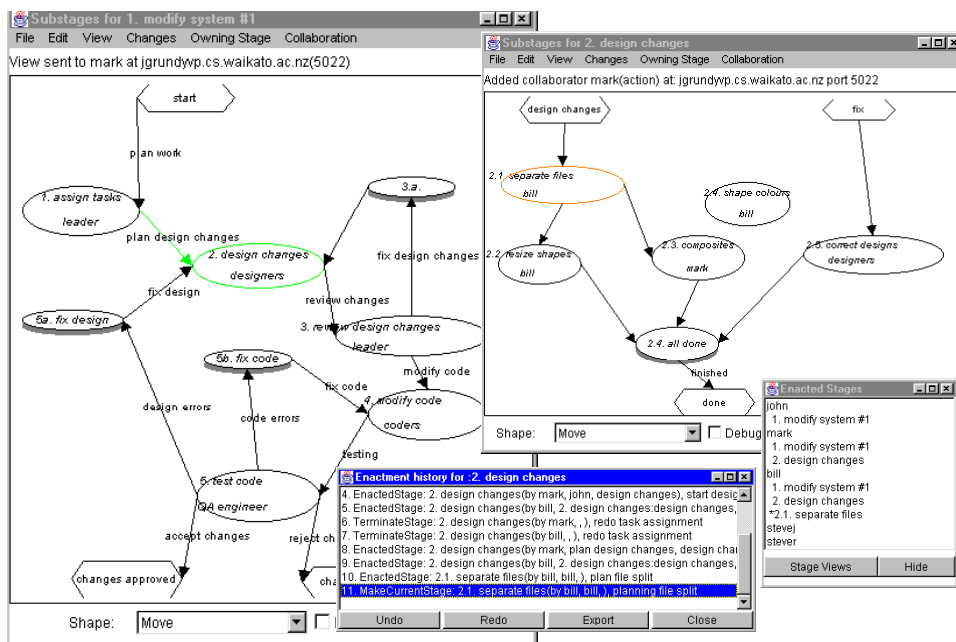 Substages for 1. modify system #1
File Edit View Changes Owning Stage Collaboration
View sent to mark at jgrundyvp.cs.waikato.ac.nz(5022)
start
plan work
1. assign tasks
leader
plan design changes
3.a.
2. design changes
designers
fix design changes
fix design
review changes
5a. fix design
3. review design changes
leader
5b. fix code
modify code
fix code
4. modify code
coders
design errors
code errors
testing
5. test code
QA engineer
accept changes
reject
changes approved
Shape: Move
Substages for 2. design changes
File Edit View Changes Owning Stage Collaboration
Added collaborator mark(action) at: jgrundyvp.cs.waikato.ac.nz port 5022
design changes
fix
2.1. separate files
bill
2.4. shape colours
bill
2.2. resize shapes
bill
2.3. composites
mark
2.5. correct designs
designers
2.4. all done
finished
done
Shape: Move Debug
Enactment history for :2. design changes
4. EnactedStage: 2. design changes(by mark, john, design changes), start desig
5. EnactedStage: 2. design changes(by bill, 2. design changes:design changes,
6. TerminateStage: 2. design changes(by mark, , ), redo task assignment
7. TerminateStage: 2. design changes(by bill, , ), redo task assignment
8. EnactedStage: 2. design changes(by mark, plan design changes, design chan
9. EnactedStage: 2. design changes(by bill, 2. design changes:design changes,
10. EnactedStage: 2.1. separate files(by bill, bill, ), plan file split
11. MakeCurrentStage: 2.1. separate files(by bill, bill, ), planning file split
Undo Redo Export Close
Enacted Stages
john
1. modify system #1
mark
1. modify system #1
2. design changes
bill
1. modify system #1
2. design changes
*2.1. separate files
stevej
stever
Stage Views Hide